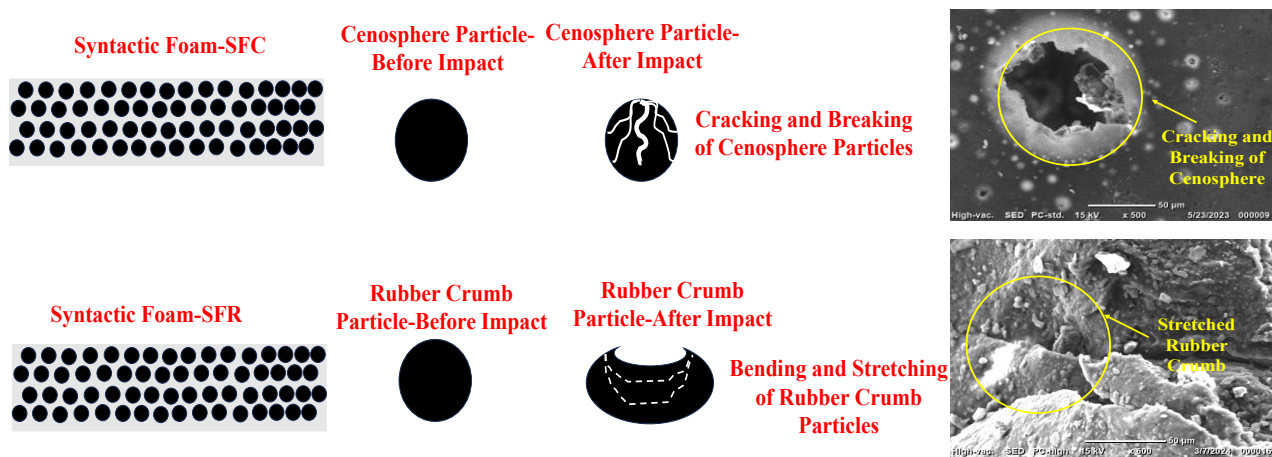 Syntactic Foam-SFC
Cenosphere Particle-
Before Impact
Cenosphere Particle-
After Impact
Cracking and Breaking
of Cenosphere Particles
Cracking and
Breaking of
Cenosphere
50 μm
High-vac. SED PC-std. 15 kV x 500 5/23/2023 000009
Syntactic Foam-SFR
Rubber Crumb
Particle-Before Impact
Rubber Crumb
Particle-After Impact
Bending and Stretching
of Rubber Crumb
Particles
Stretched
Rubber
Crumb
50 μm
High-vac. SED PC-high 15 kV x 600 3/7/2024 000016